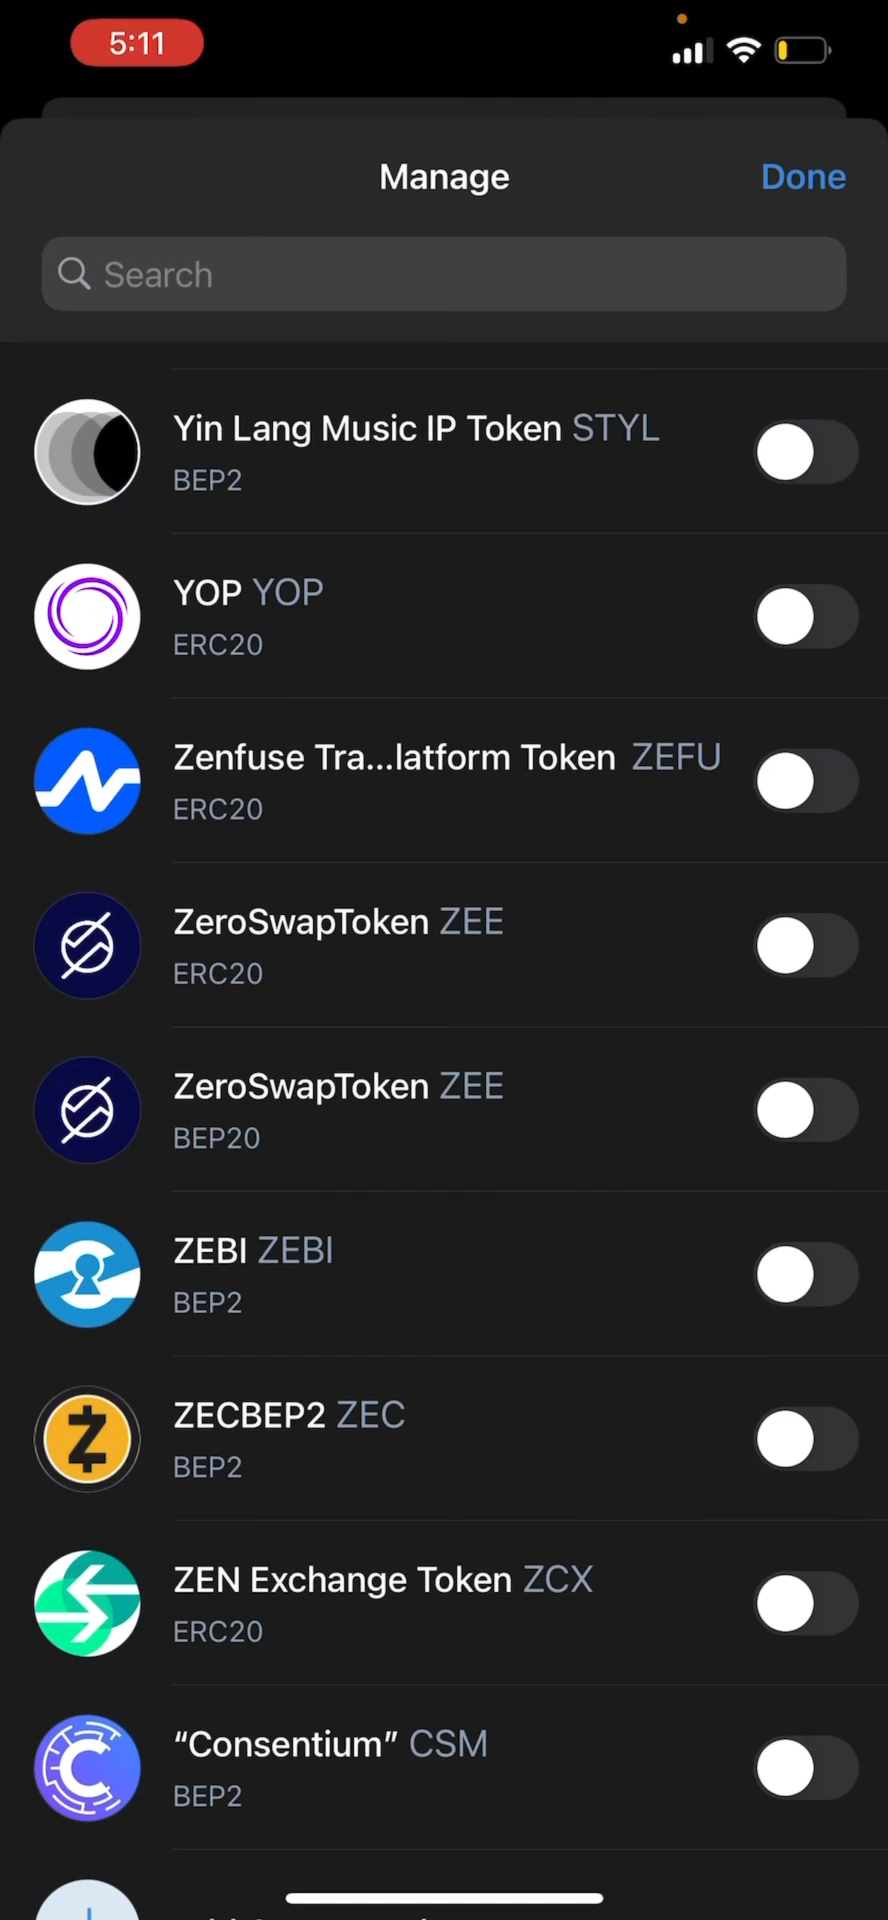 5:11
Manage
Done
Search
Yin Lang Music IP Token STYL
BEP2
YOP YOP
ERC20
Zenfuse Tra...latform Token ZEFU
ERC20
ZeroSwapToken ZEE
ERC20
ZeroSwapToken ZEE
BEP20
ZEBI ZEBI
BEP2
ZECBEP2 ZEC
BEP2
ZEN Exchange Token ZCX
ERC20
“Consentium” CSM
BEP2